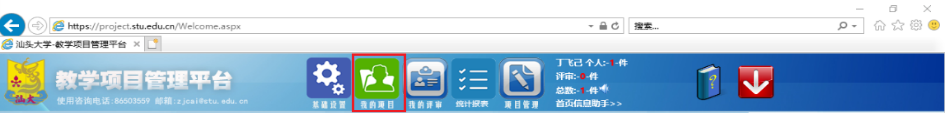 https://project.stu.edu.cn/Welcome.aspx
搜索...
汕头大学-教学项目管理平台
教学项目管理平台
使用咨询电话:86503559 邮箱:zjcai@stu.edu.cn
汕大
基础设置
我的项目
我的评审
统计报表
项目管理
丁飞己 个人:-1-件
评审:-0-件
总数:-1-件
首页信息助手>>